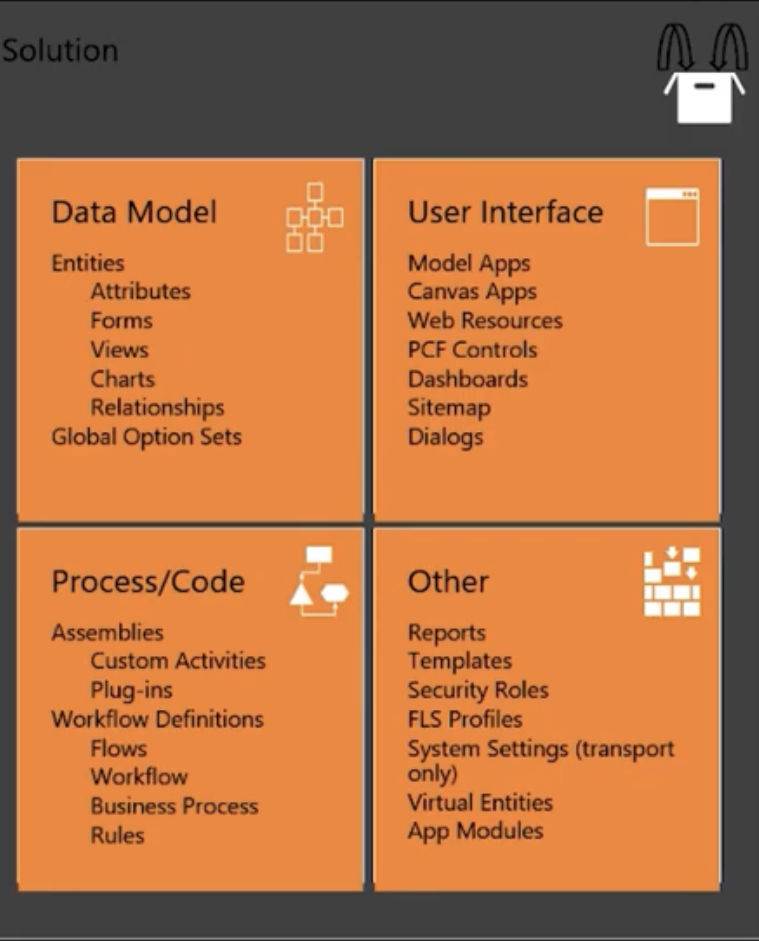 Solution
Data Model
Entities
Attributes
Forms
Views
Charts
Relationships
Global Option Sets
User Interface
Model Apps
Canvas Apps
Web Resources
PCF Controls
Dashboards
Sitemap
Dialogs
Process/Code
Assemblies
Custom Activities
Plug-ins
Workflow Definitions
Flows
Workflow
Business Process
Rules
Other
Reports
Templates
Security Roles
FLS Profiles
System Settings (transport
only)
Virtual Entities
App Modules